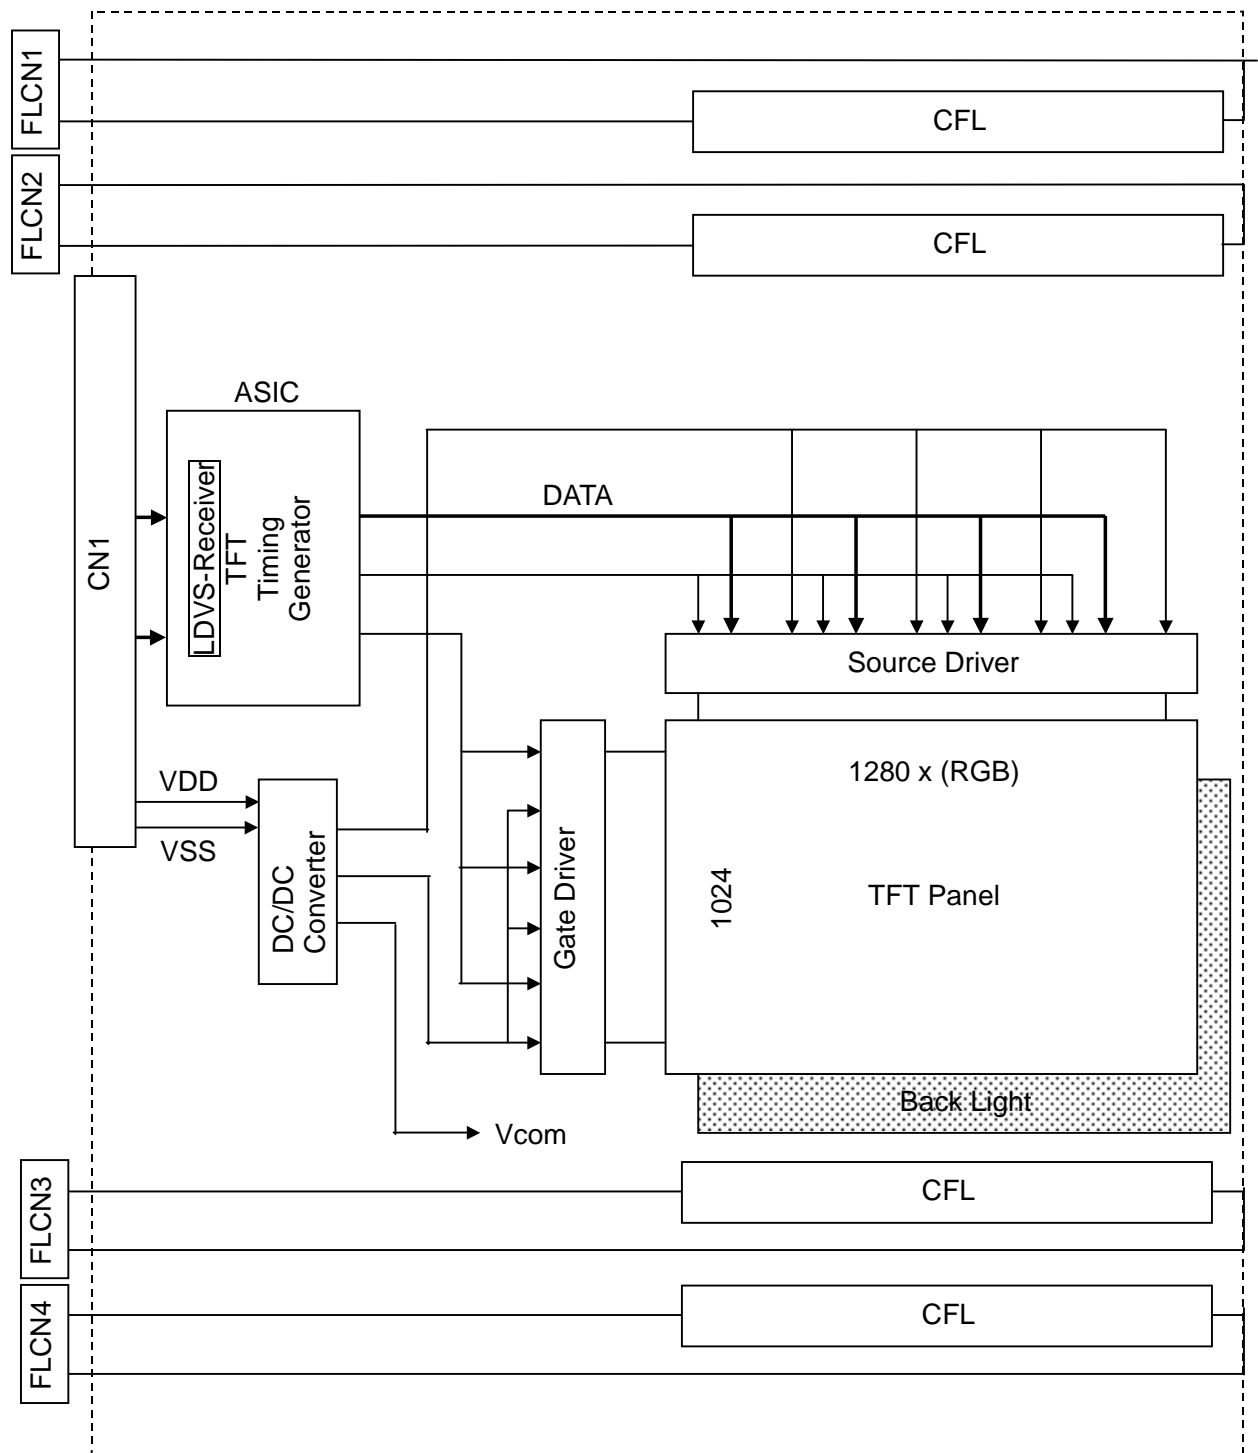 FLCN1
CFL
FLCN2
CFL
ASIC
CN1
LDVS-Receiver
TFT
Timing
Generator
DATA
Source Driver
VDD
VSS
DC/DC
Converter
Gate Driver
1280 x (RGB)
1024
TFT Panel
Back Light
Vcom
FLCN3
CFL
FLCN4
CFL